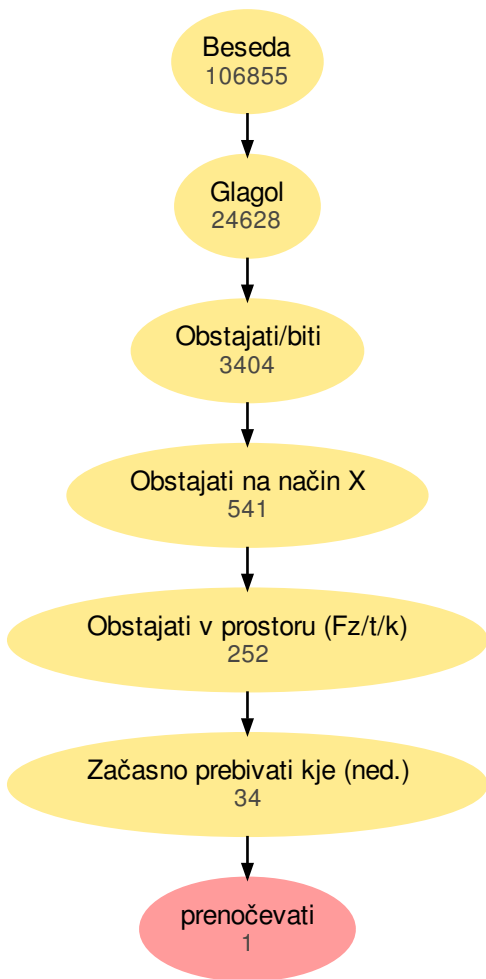 Beseda
106855
Glagol
24628
Obstajati/biti
3404
Obstajati na način X
541
Obstajati v prostoru (Fz/t/k)
252
Začasno prebivati kje (ned.)
34
prenočevati
1